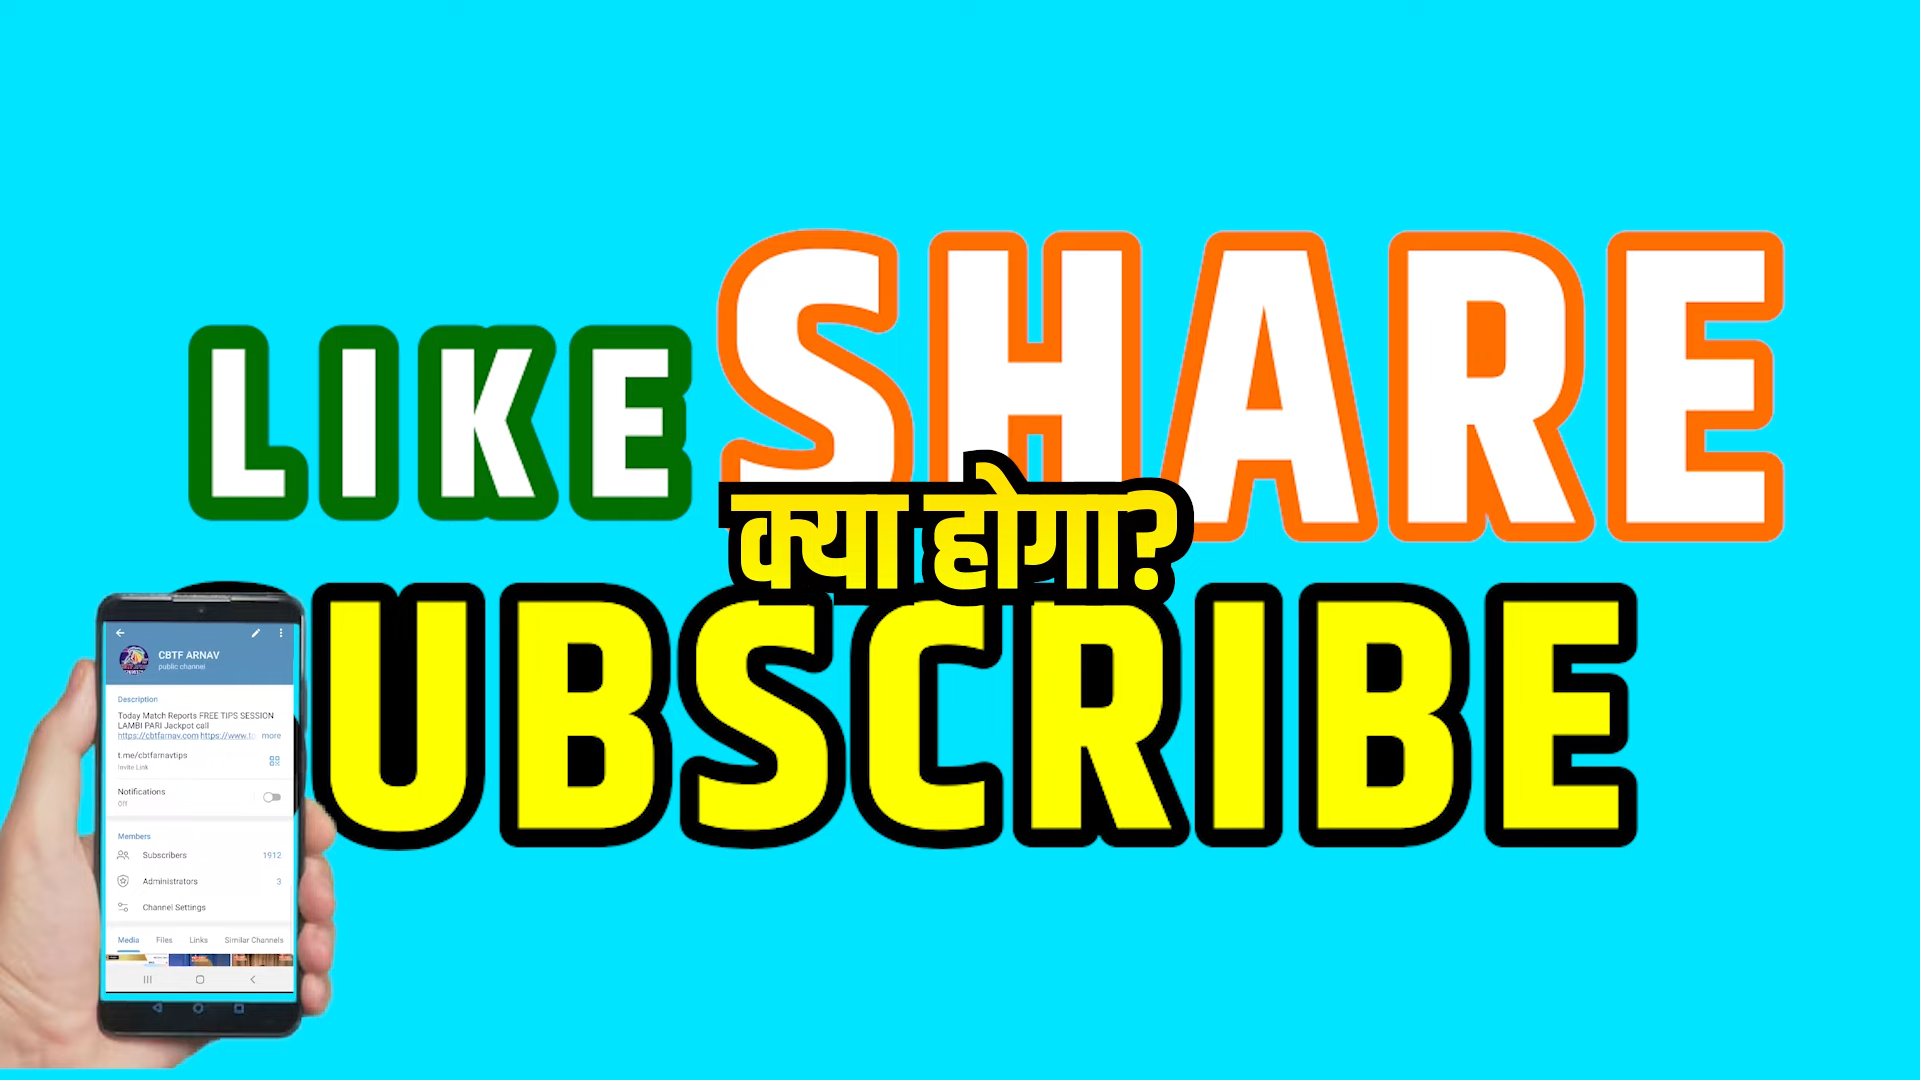 LIKE SHARE
क्या होगा?
UBSCRIBE
CBTF ARNAV
public channel
Description
Today Match Reports FREE TIPS SESSION
LAMBI PARI Jackpot call
https://cbtfarnav.com https://www.t more
t.me/cbtfarnavtips
Invite Link
Notifications
Off
Members
Subscribers 1912
Administrators 3
Channel Settings
Media Files Links Similar Channels